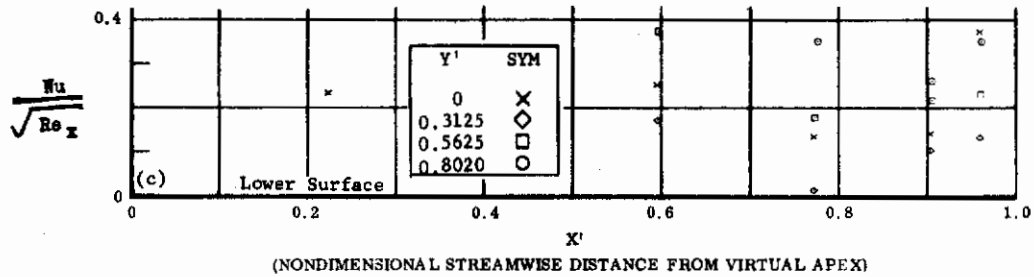 0.4
Nu
√Re x
Y' SYM
0 ×
0.3125 ◇
0.5625 □
0.8020 ○
(c) Lower Surface
0
0 0.2 0.4 0.6 0.8 1.0
X'
(NONDIMENSIONAL STREAMWISE DISTANCE FROM VIRTUAL APEX)